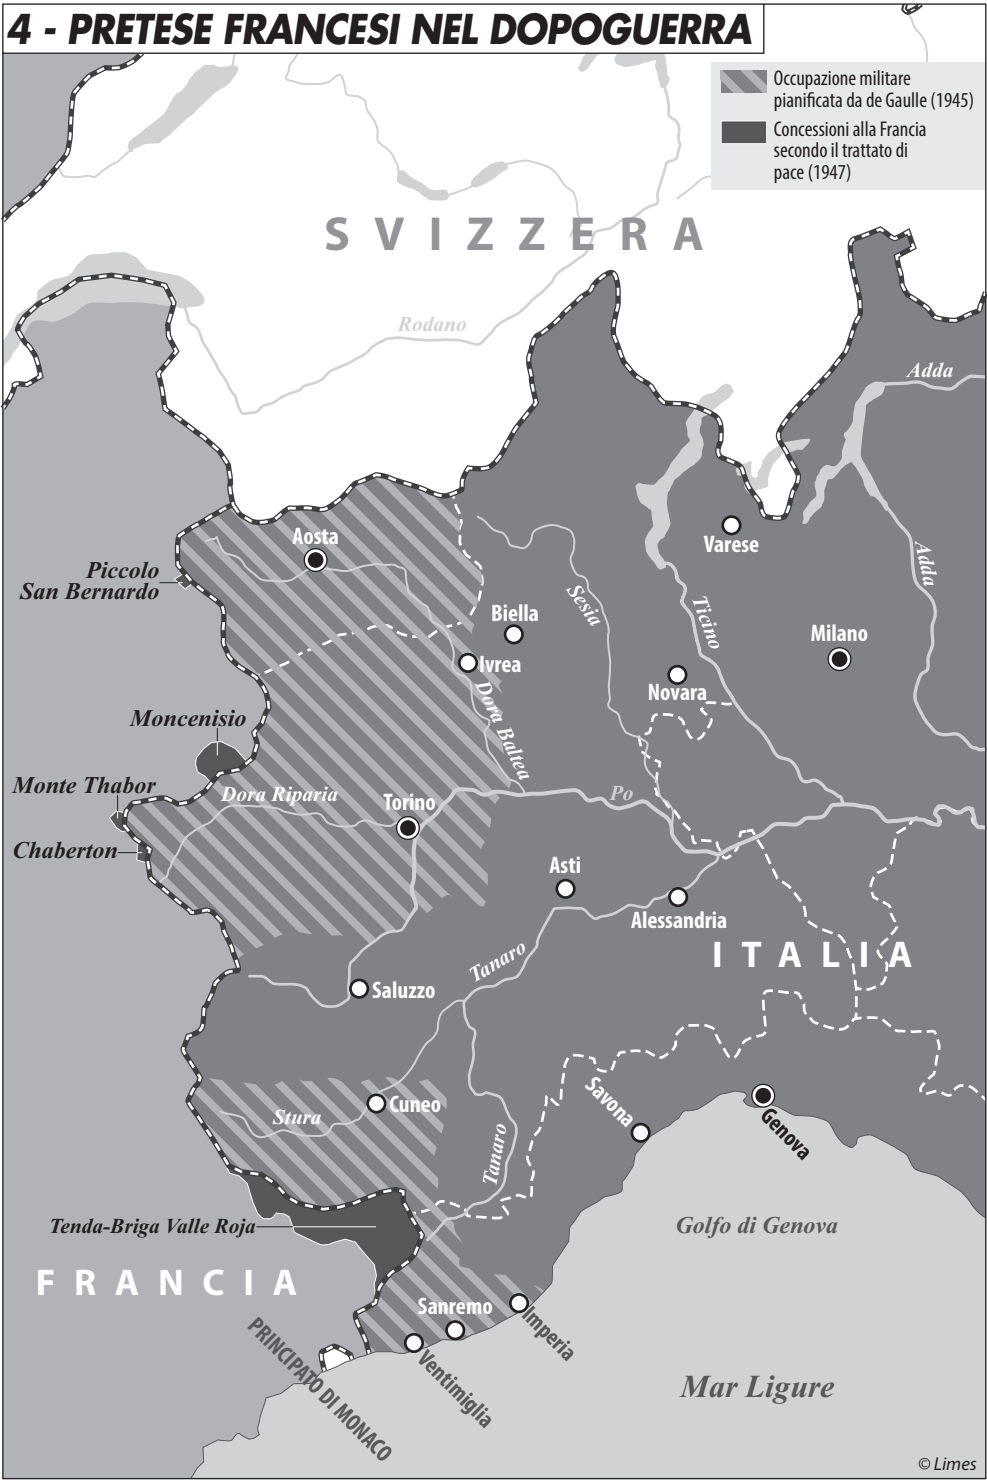 4 - PRETESE FRANCESI NEL DOPOGUERRA
Occupazione militare
pianificata da de Gaulle (1945)
Concessioni alla Francia
secondo il trattato di
pace (1947)
SVIZZERA
Rodano
Adda
Aosta
Varese
Adda
Piccolo
San Bernardo
Sesia
Biella
Ticino
Milano
Ivrea
Novara
Dora Baltea
Moncenisio
Monte Thabor
Dora Riparia
Torino
Po
Chaberton
Asti
Alessandria
ITALIA
Tanaro
Saluzzo
Savona
Cuneo
Stura
Genova
Tanaro
Tenda-Briga Valle Roja
Golfo di Genova
FRANCIA
Sanremo
Imperia
PRINCIPATO DI MONACO
Ventimiglia
Mar Ligure
© Limes